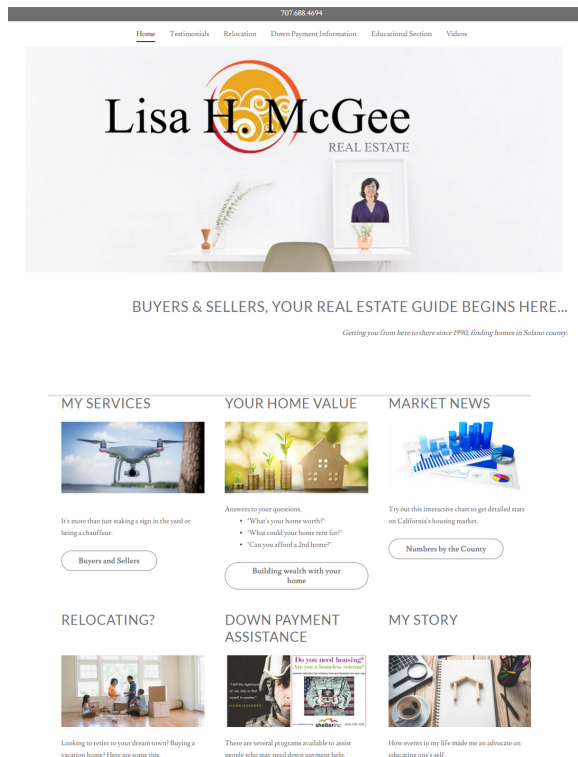 707.688.4694
Home Testimonials Relocation Down Payment Information Educational Section Videos
Lisa H. McGee
REAL ESTATE
BUYERS & SELLERS, YOUR REAL ESTATE GUIDE BEGINS HERE...
Getting you from here to there since 1990, finding homes in Solano county.
MY SERVICES
It's more than just staking a sign in the yard or
being a chauffeur.
Buyers and Sellers
YOUR HOME VALUE
Answers to your questions.
• "What's your home worth?"
• "What could your home rent for?"
• "Can you afford a 2nd home?"
Building wealth with your
home
MARKET NEWS
Try out this interactive chart to get detailed stats
on California's housing market.
Numbers by the County
RELOCATING?
Looking to retire to your dream town? Buying a
vacation home? Here are some tips.
DOWN PAYMENT
ASSISTANCE
Do you need housing?
Are you a homeless veteran?
shelterinc
There are several programs available to assist
people who may need down payment help.
MY STORY
How events in my life made me an advocate on
educating one's self.